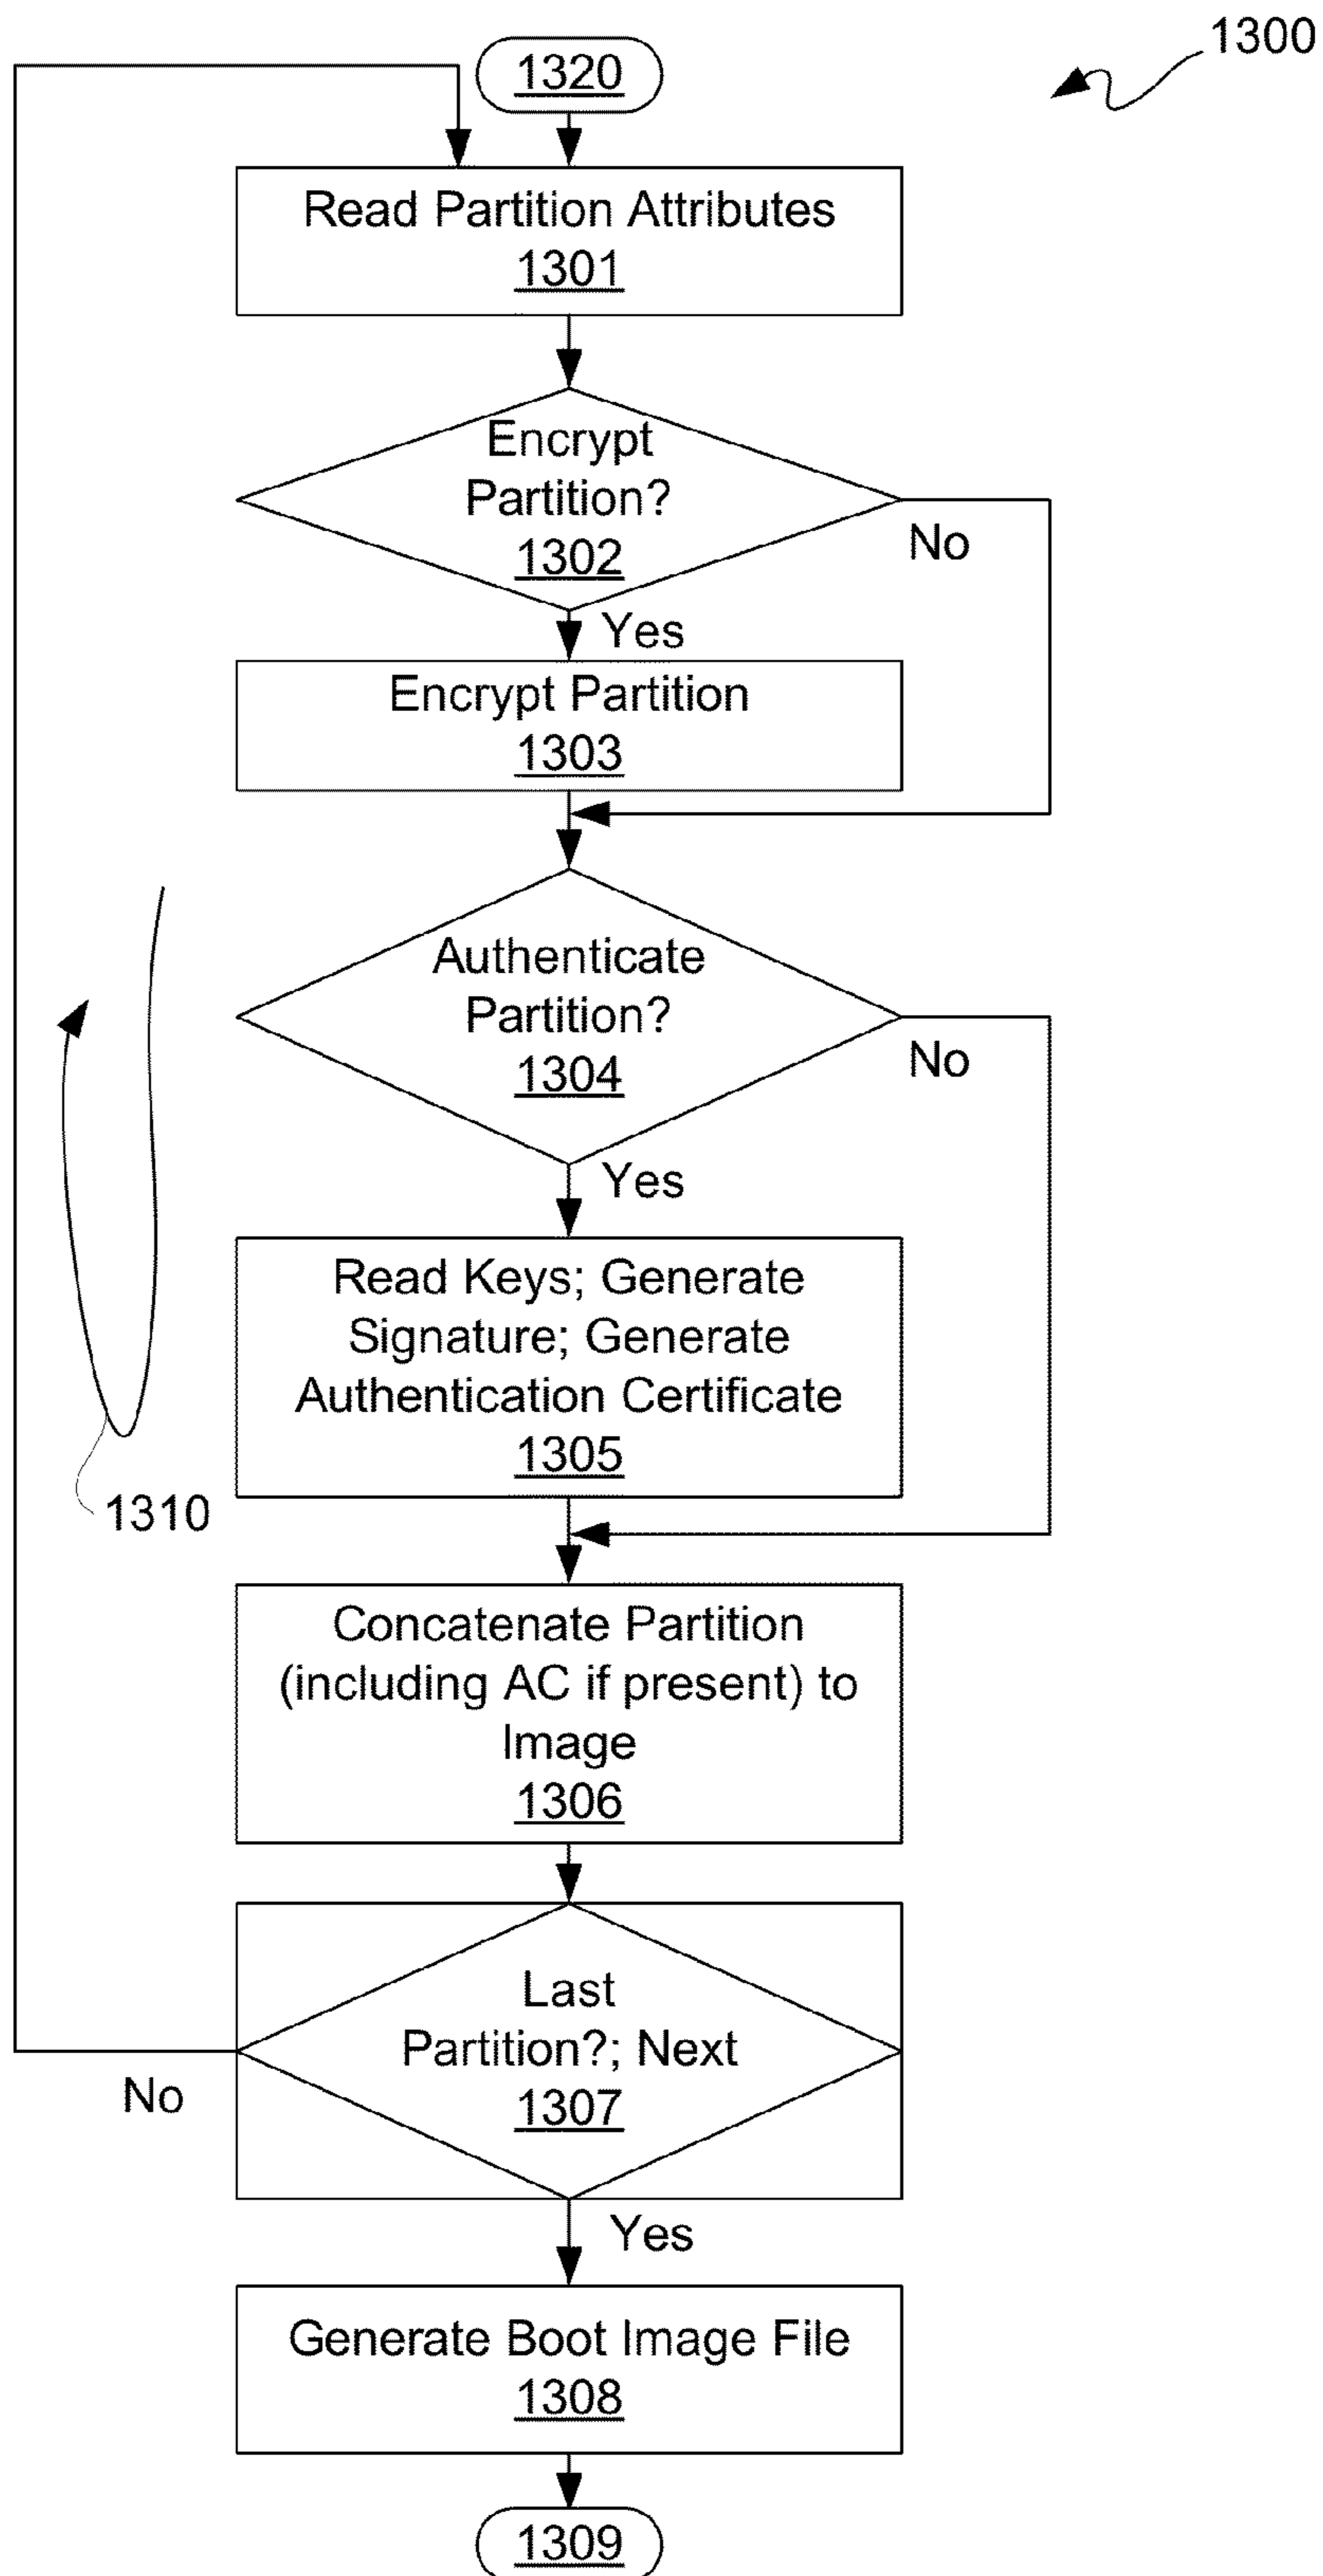 1300
1320
Read Partition Attributes
1301
Encrypt
Partition?
1302
No
Yes
Encrypt Partition
1303
Authenticate
Partition?
1304
No
Yes
Read Keys; Generate
Signature; Generate
Authentication Certificate
1305
1310
Concatenate Partition
(including AC if present) to
Image
1306
Last
Partition?; Next
1307
No
Yes
Generate Boot Image File
1308
1309